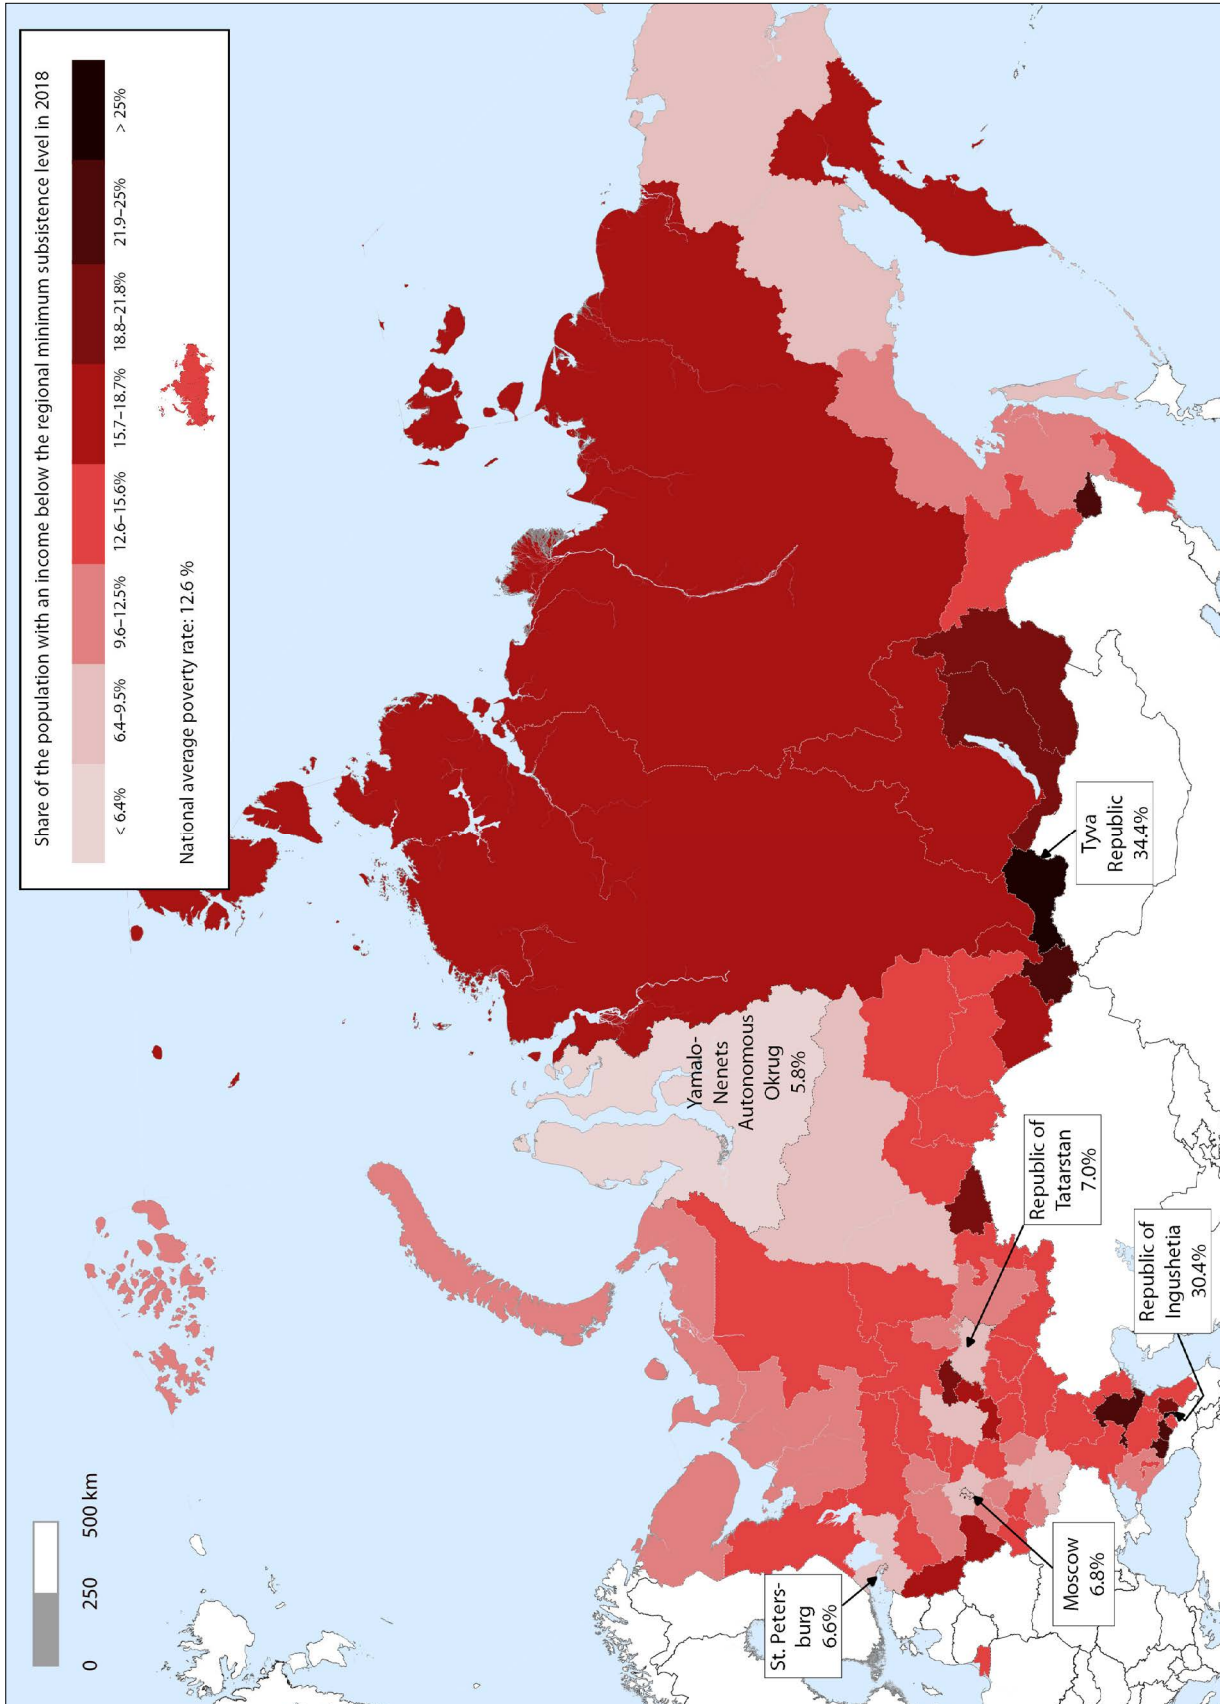 Share of the population with an income below the regional minimum subsistence level in 2018
< 6.4%
6.4–9.5%
9.6–12.5%
12.6–15.6%
15.7–18.7%
18.8–21.8%
21.9–25%
> 25%
National average poverty rate: 12.6 %
0
250
500 km
Yamalo-
Nenets
Autonomous
Okrug
5.8%
St. Peters-
burg
6.6%
Moscow
6.8%
Republic of
Tatarstan
7.0%
Republic of
Ingushetia
30.4%
Tyva
Republic
34.4%